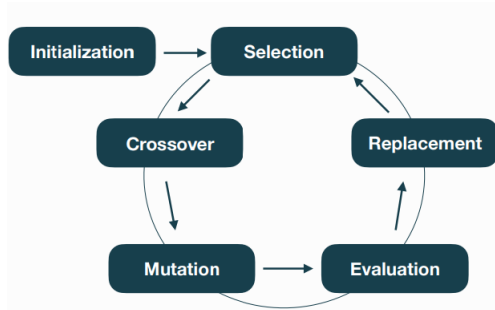 Initialization
Selection
Crossover
Replacement
Mutation
Evaluation